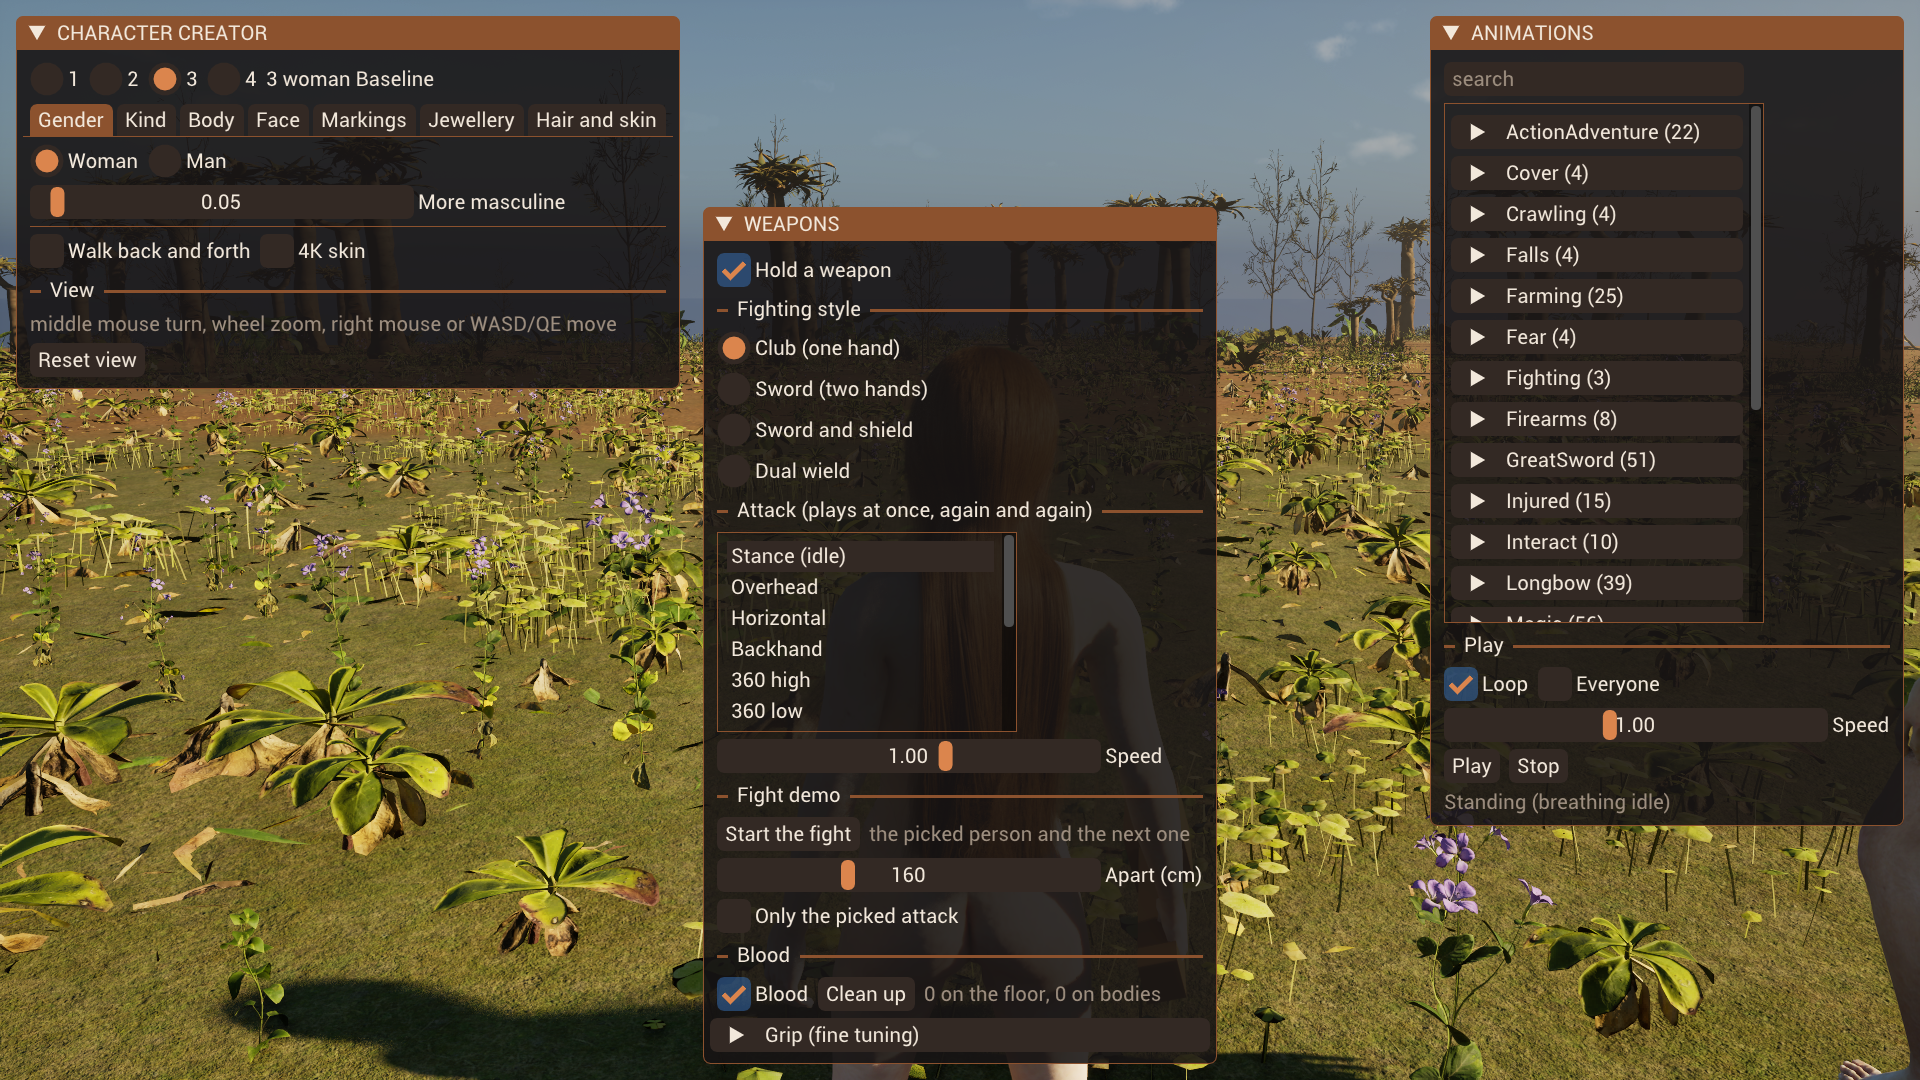 CHARACTER CREATOR
1 2 3 4 3 woman Baseline
Gender Kind Body Face Markings Jewellery Hair and skin
Woman Man
0.05 More masculine
Walk back and forth 4K skin
View
middle mouse turn, wheel zoom, right mouse or WASD/QE move
Reset view
WEAPONS
Hold a weapon
Fighting style
Club (one hand)
Sword (two hands)
Sword and shield
Dual wield
Attack (plays at once, again and again)
Stance (idle)
Overhead
Horizontal
Backhand
360 high
360 low
1.00 Speed
Fight demo
Start the fight the picked person and the next one
160 Apart (cm)
Only the picked attack
Blood
Blood Clean up 0 on the floor, 0 on bodies
Grip (fine tuning)
ANIMATIONS
search
ActionAdventure (22)
Cover (4)
Crawling (4)
Falls (4)
Farming (25)
Fear (4)
Fighting (3)
Firearms (8)
GreatSword (51)
Injured (15)
Interact (10)
Longbow (39)
Magic (56)
Play
Loop Everyone
1.00 Speed
Play Stop
Standing (breathing idle)